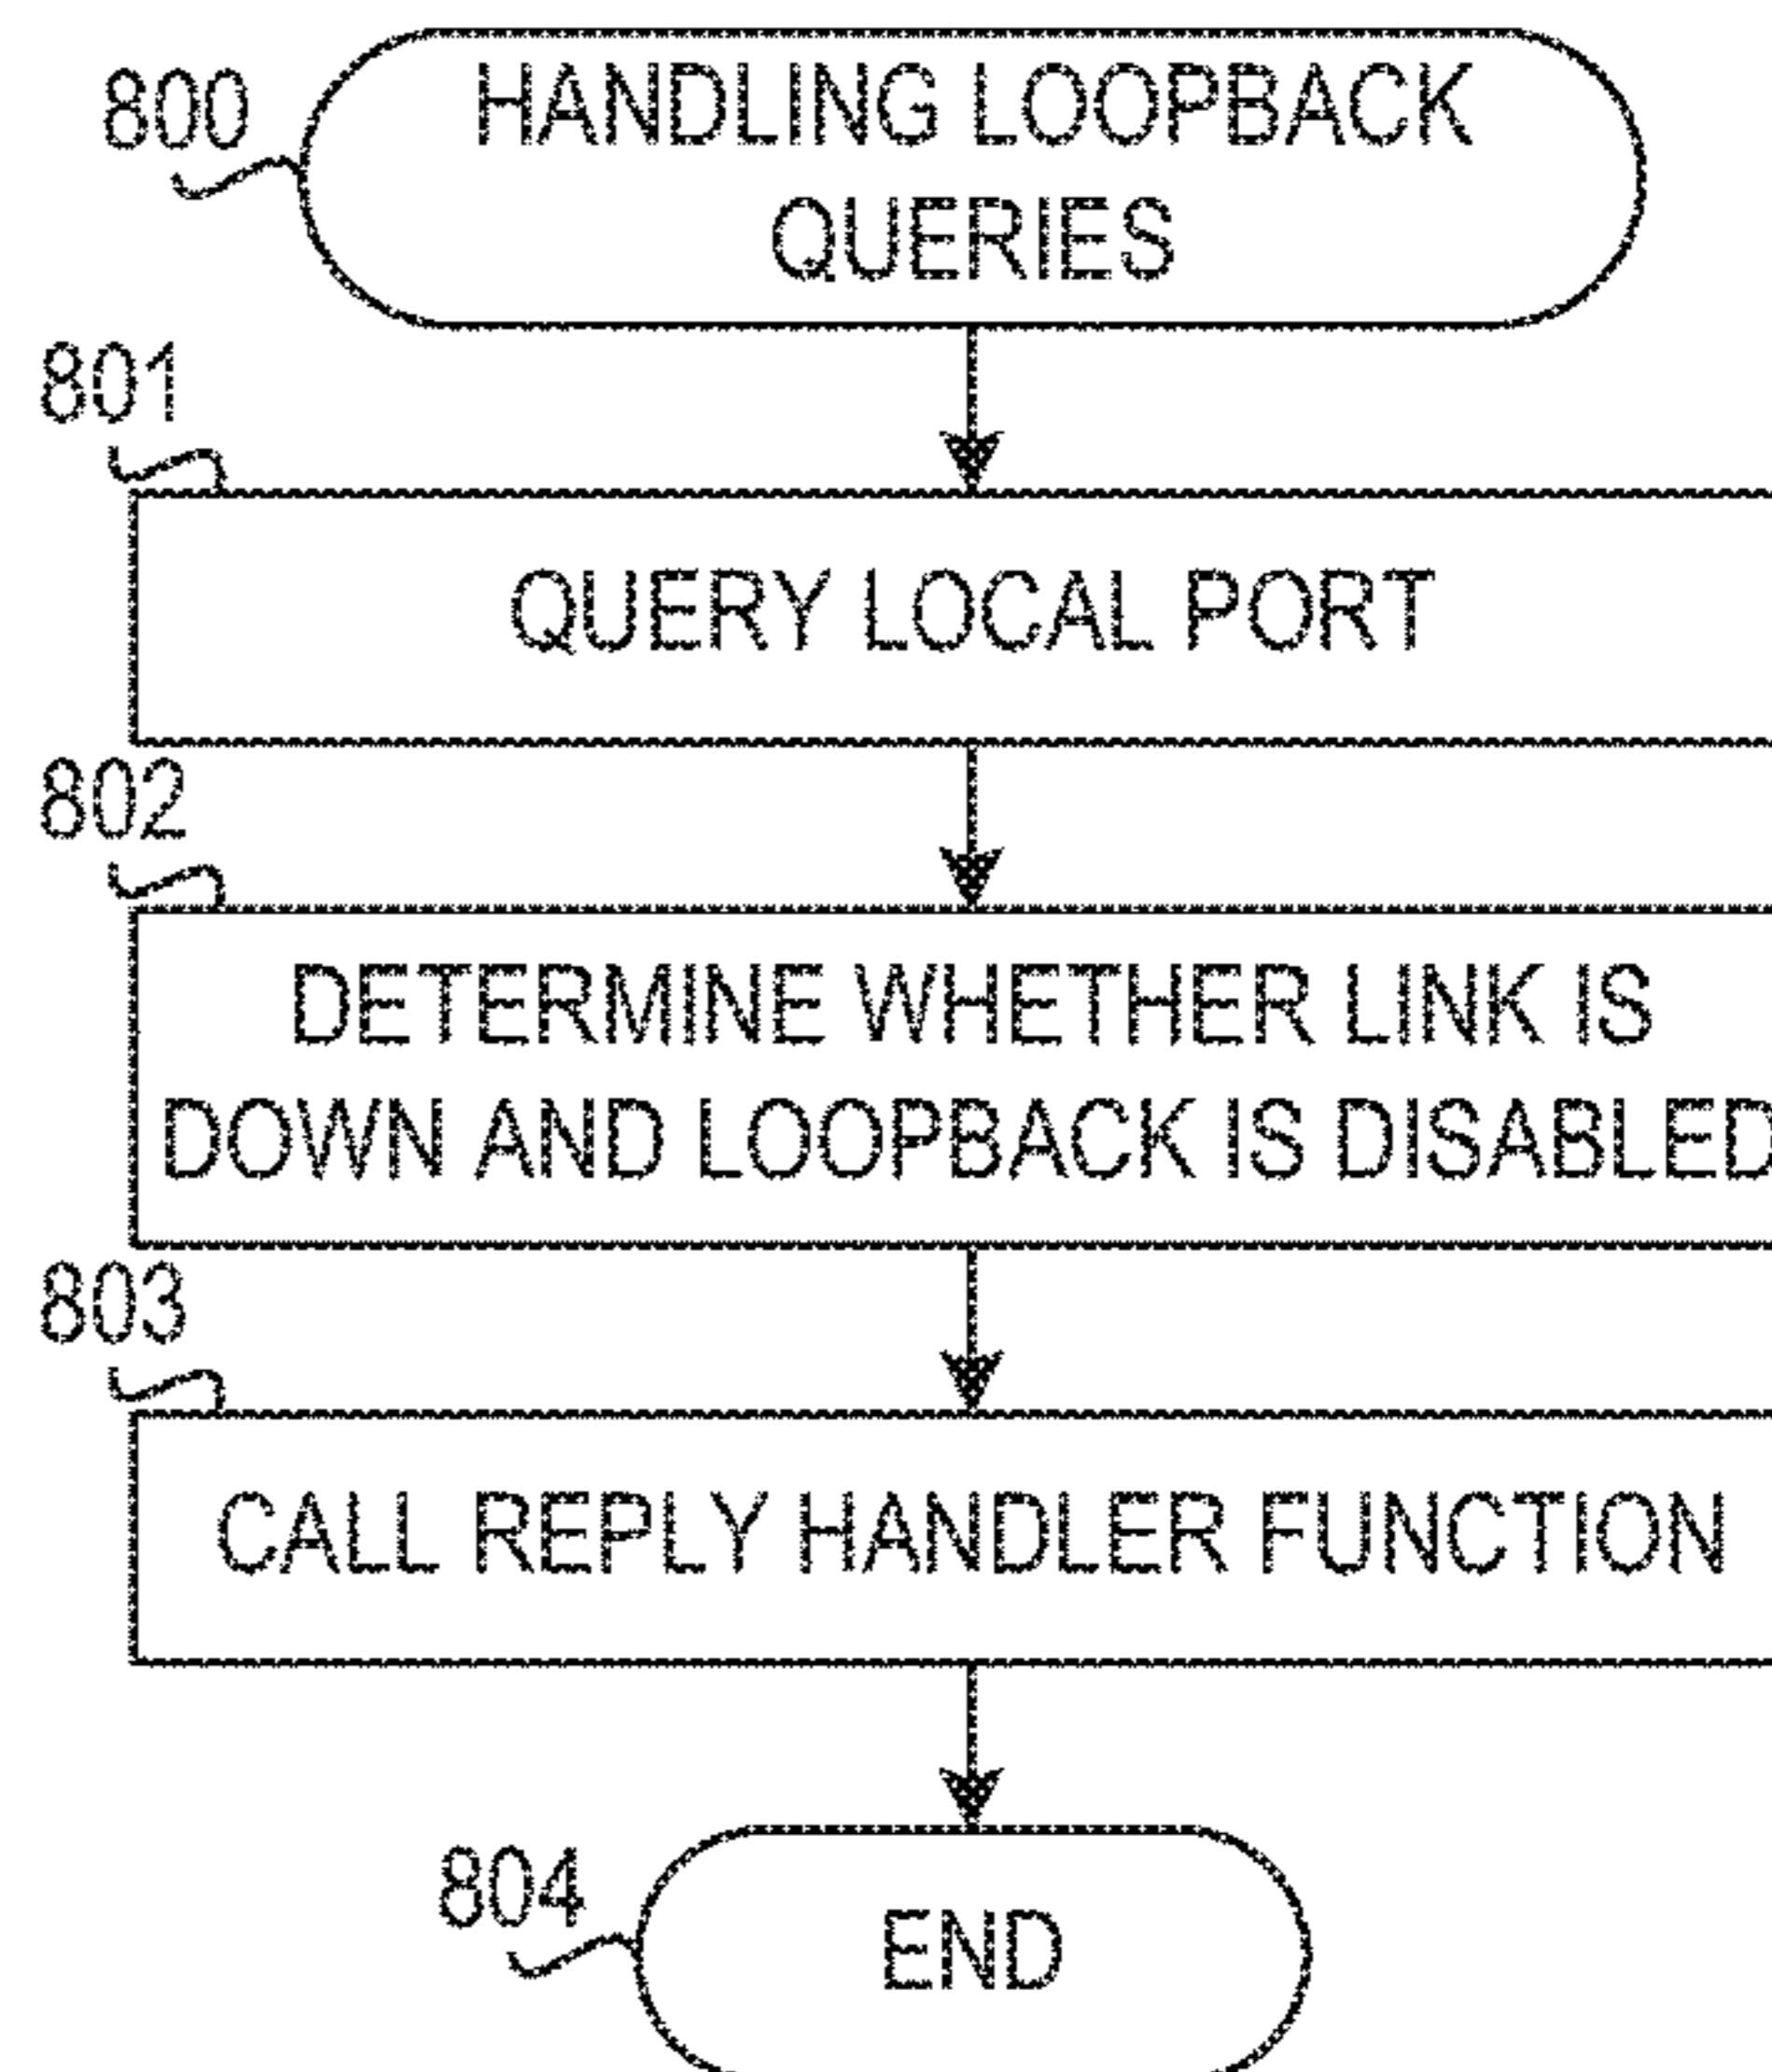 800
HANDLING LOOPBACK
QUERIES
801
QUERY LOCAL PORT
802
DETERMINE WHETHER LINK IS
DOWN AND LOOPBACK IS DISABLED
803
CALL REPLY HANDLER FUNCTION
804
END